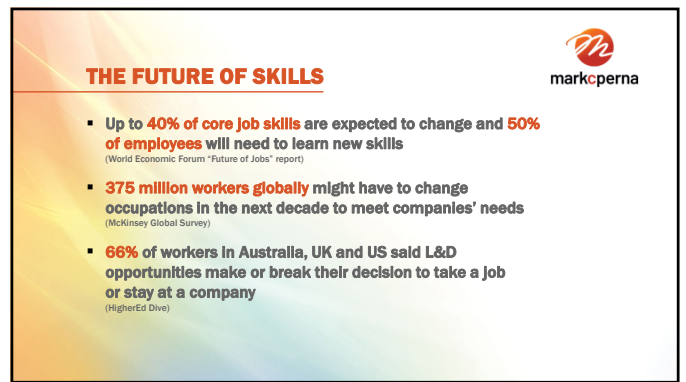 markcperna
THE FUTURE OF SKILLS
▪ Up to 40% of core job skills are expected to change and 50%
of employees will need to learn new skills
(World Economic Forum “Future of Jobs” report)
▪ 375 million workers globally might have to change
occupations in the next decade to meet companies’ needs
(McKinsey Global Survey)
▪ 66% of workers in Australia, UK and US said L&D
opportunities make or break their decision to take a job
or stay at a company
(HigherEd Dive)